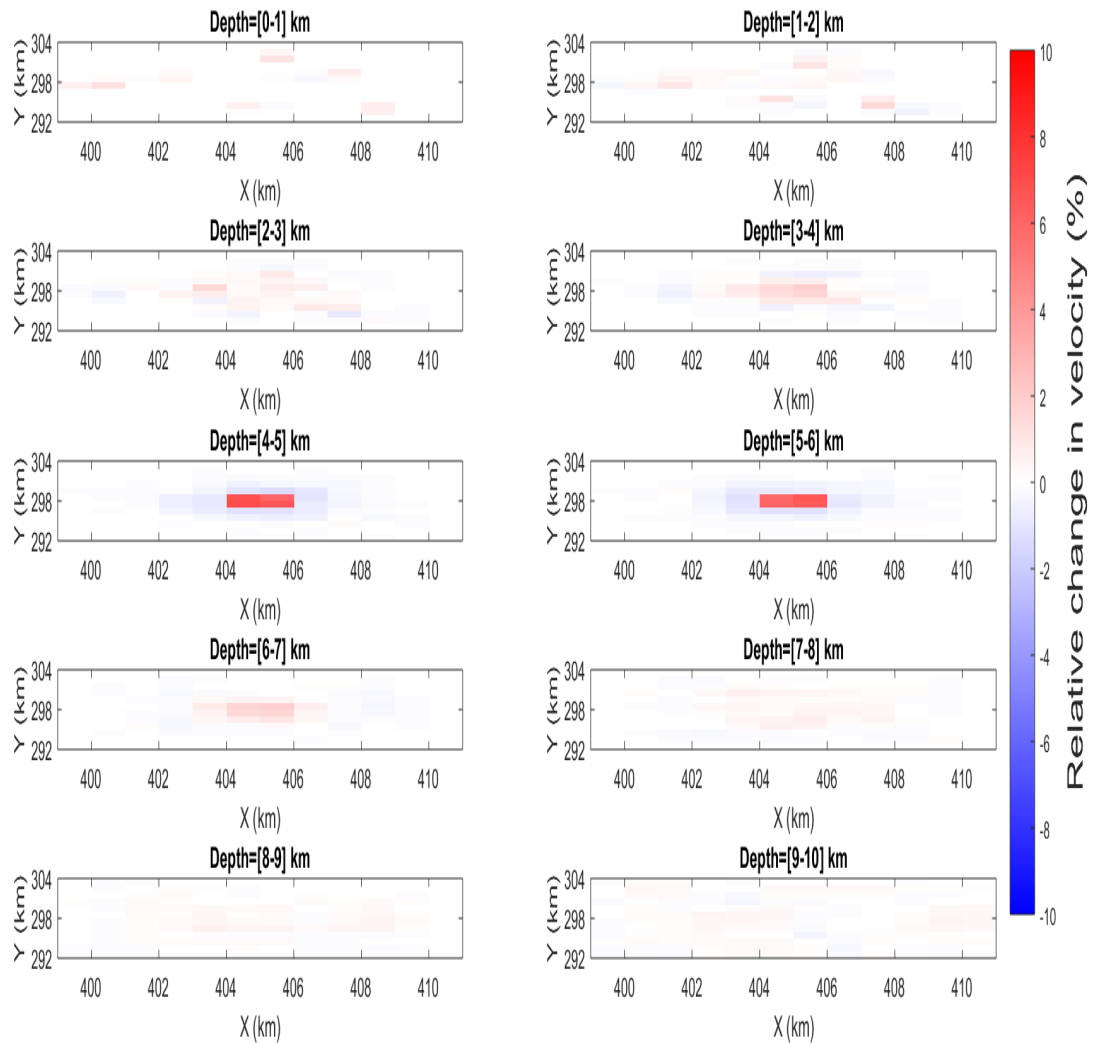 Depth=[0-1] km
Y (km)
304
298
292
400 402 404 406 408 410
X (km)
Depth=[1-2] km
Y (km)
304
298
292
400 402 404 406 408 410
X (km)
Depth=[2-3] km
Y (km)
304
298
292
400 402 404 406 408 410
X (km)
Depth=[3-4] km
Y (km)
304
298
292
400 402 404 406 408 410
X (km)
Depth=[4-5] km
Y (km)
304
298
292
400 402 404 406 408 410
X (km)
Depth=[5-6] km
Y (km)
304
298
292
400 402 404 406 408 410
X (km)
Depth=[6-7] km
Y (km)
304
298
292
400 402 404 406 408 410
X (km)
Depth=[7-8] km
Y (km)
304
298
292
400 402 404 406 408 410
X (km)
Depth=[8-9] km
Y (km)
304
298
292
400 402 404 406 408 410
X (km)
Depth=[9-10] km
Y (km)
304
298
292
400 402 404 406 408 410
X (km)
10
8
6
4
2
0
-2
-4
-6
-8
-10
Relative change in velocity (%)